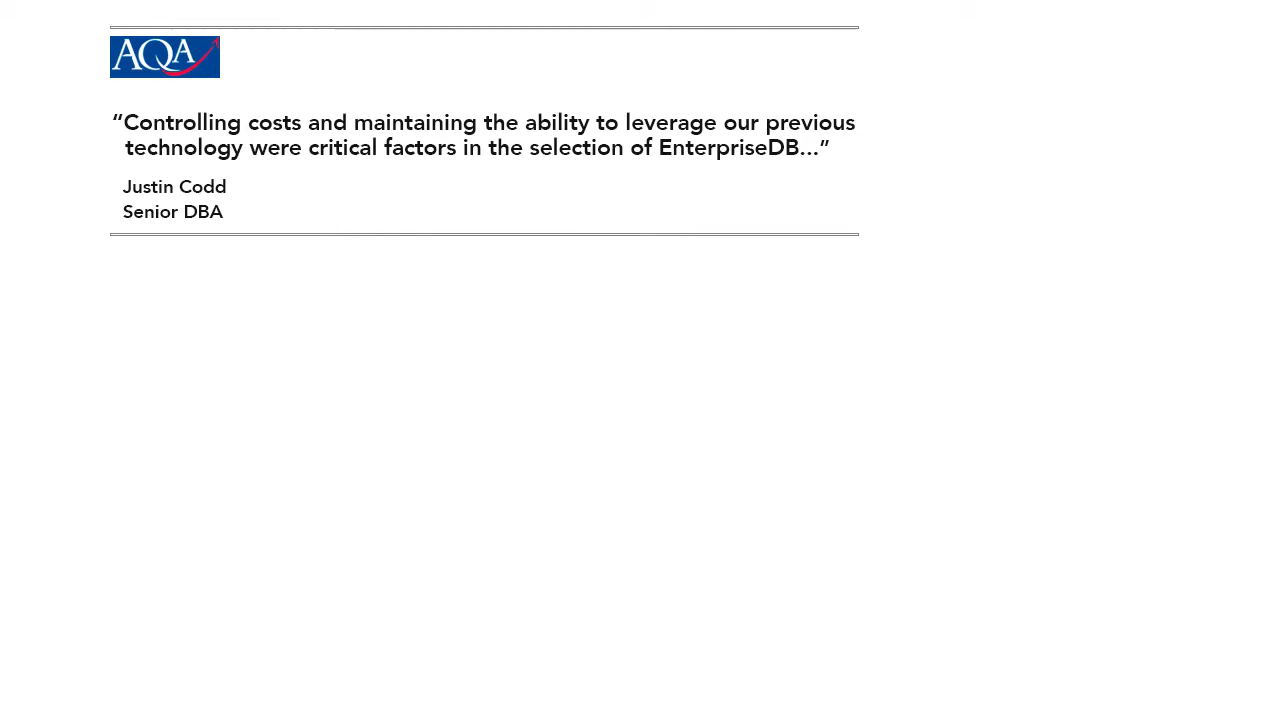 AQA
“Controlling costs and maintaining the ability to leverage our previous
technology were critical factors in the selection of EnterpriseDB...”
Justin Codd
Senior DBA